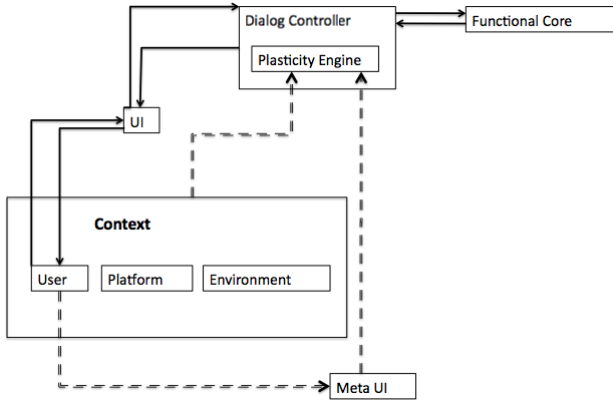 Dialog Controller
Functional Core
Plasticity Engine
UI
Context
User
Platform
Environment
Meta UI